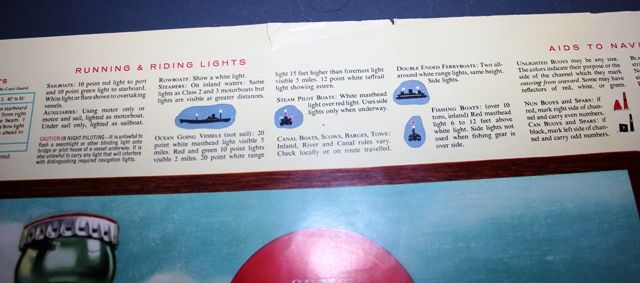 RUNNING & RIDING LIGHTS
SAILBOATS: 10 point red light to port
and 10 point green light to starboard.
White light or flare shown to overtaking
vessels.
AUXILIARIES: Using motor only or
motor and sail, lighted as motorboat.
Under sail only, lighted as sailboat.
CAUTION IN NIGHT PILOTING—It is unlawful to
flash a searchlight or other blinding light onto
bridge or pilot house of a vessel underway. It is
also unlawful to carry any light that will interfere
with distinguishing required navigation lights.
ROWBOATS: Show a white light.
STEAMERS: On inland waters: Same
lights as Class 2 and 3 motorboats but
lights are visible at greater distances.
OCEAN GOING VESSELS (not sail): 20
point white masthead light visible 5
miles. Red and green 10 point lights
visible 2 miles. 20 point white range
light 15 feet higher than foremast light
visible 5 miles. 12 point white taffrail
light showing intern.
STEAM PILOT BOATS: White masthead
light over red light. Uses side
lights only when underway.
CANAL BOATS, SCOWS, BARGES, TOWS:
Inland, River and Canal rules vary.
Check locally or on route travelled.
DOUBLE ENDED FERRYBOATS: Two all-
around white range lights, same height.
Side lights.
FISHING BOATS: (over 10
tons, inland) Red masthead
light 6 to 12 feet above
white light. Side lights not
used when fishing gear is
over side.
AIDS TO NAVI
UNLIGHTED BUOYS may be any size.
The colors indicate their purpose or the
side of the channel which they mark
entering from seaward. Some may have
reflectors of red, white, or green.
NUN BUOYS AND SPARS: if
red, mark right side of chan-
nel and carry even numbers.
CAN BUOYS AND SPARS: if
black, mark left side of chan-
nel and carry odd numbers.